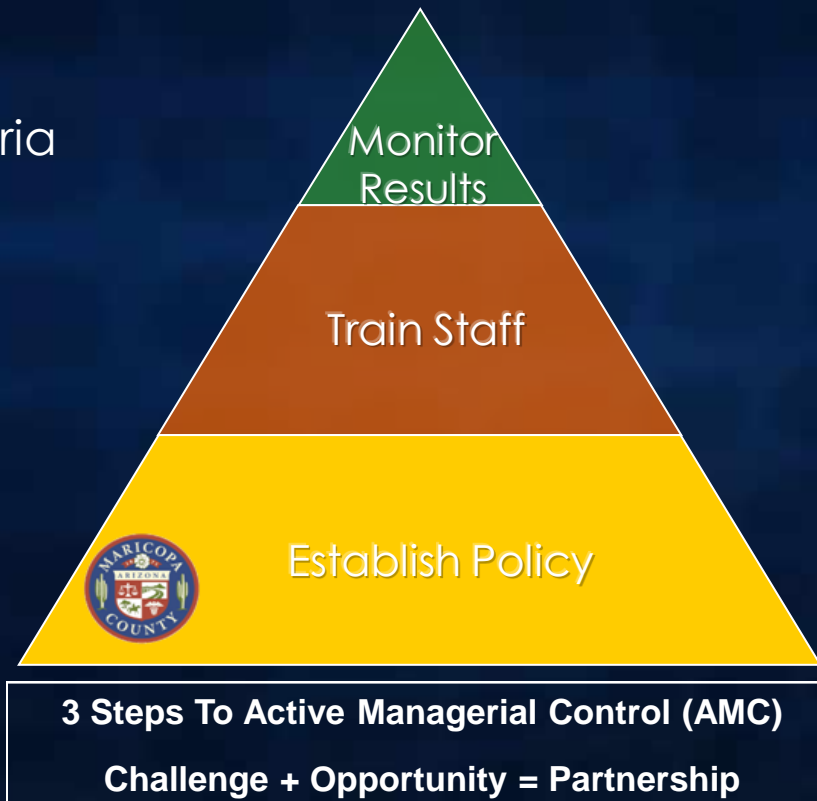 ria
Monitor
Results
Train Staff
Establish Policy
MARICOPA
ARIZONA
COUNTY
3 Steps To Active Managerial Control (AMC)
Challenge + Opportunity = Partnership